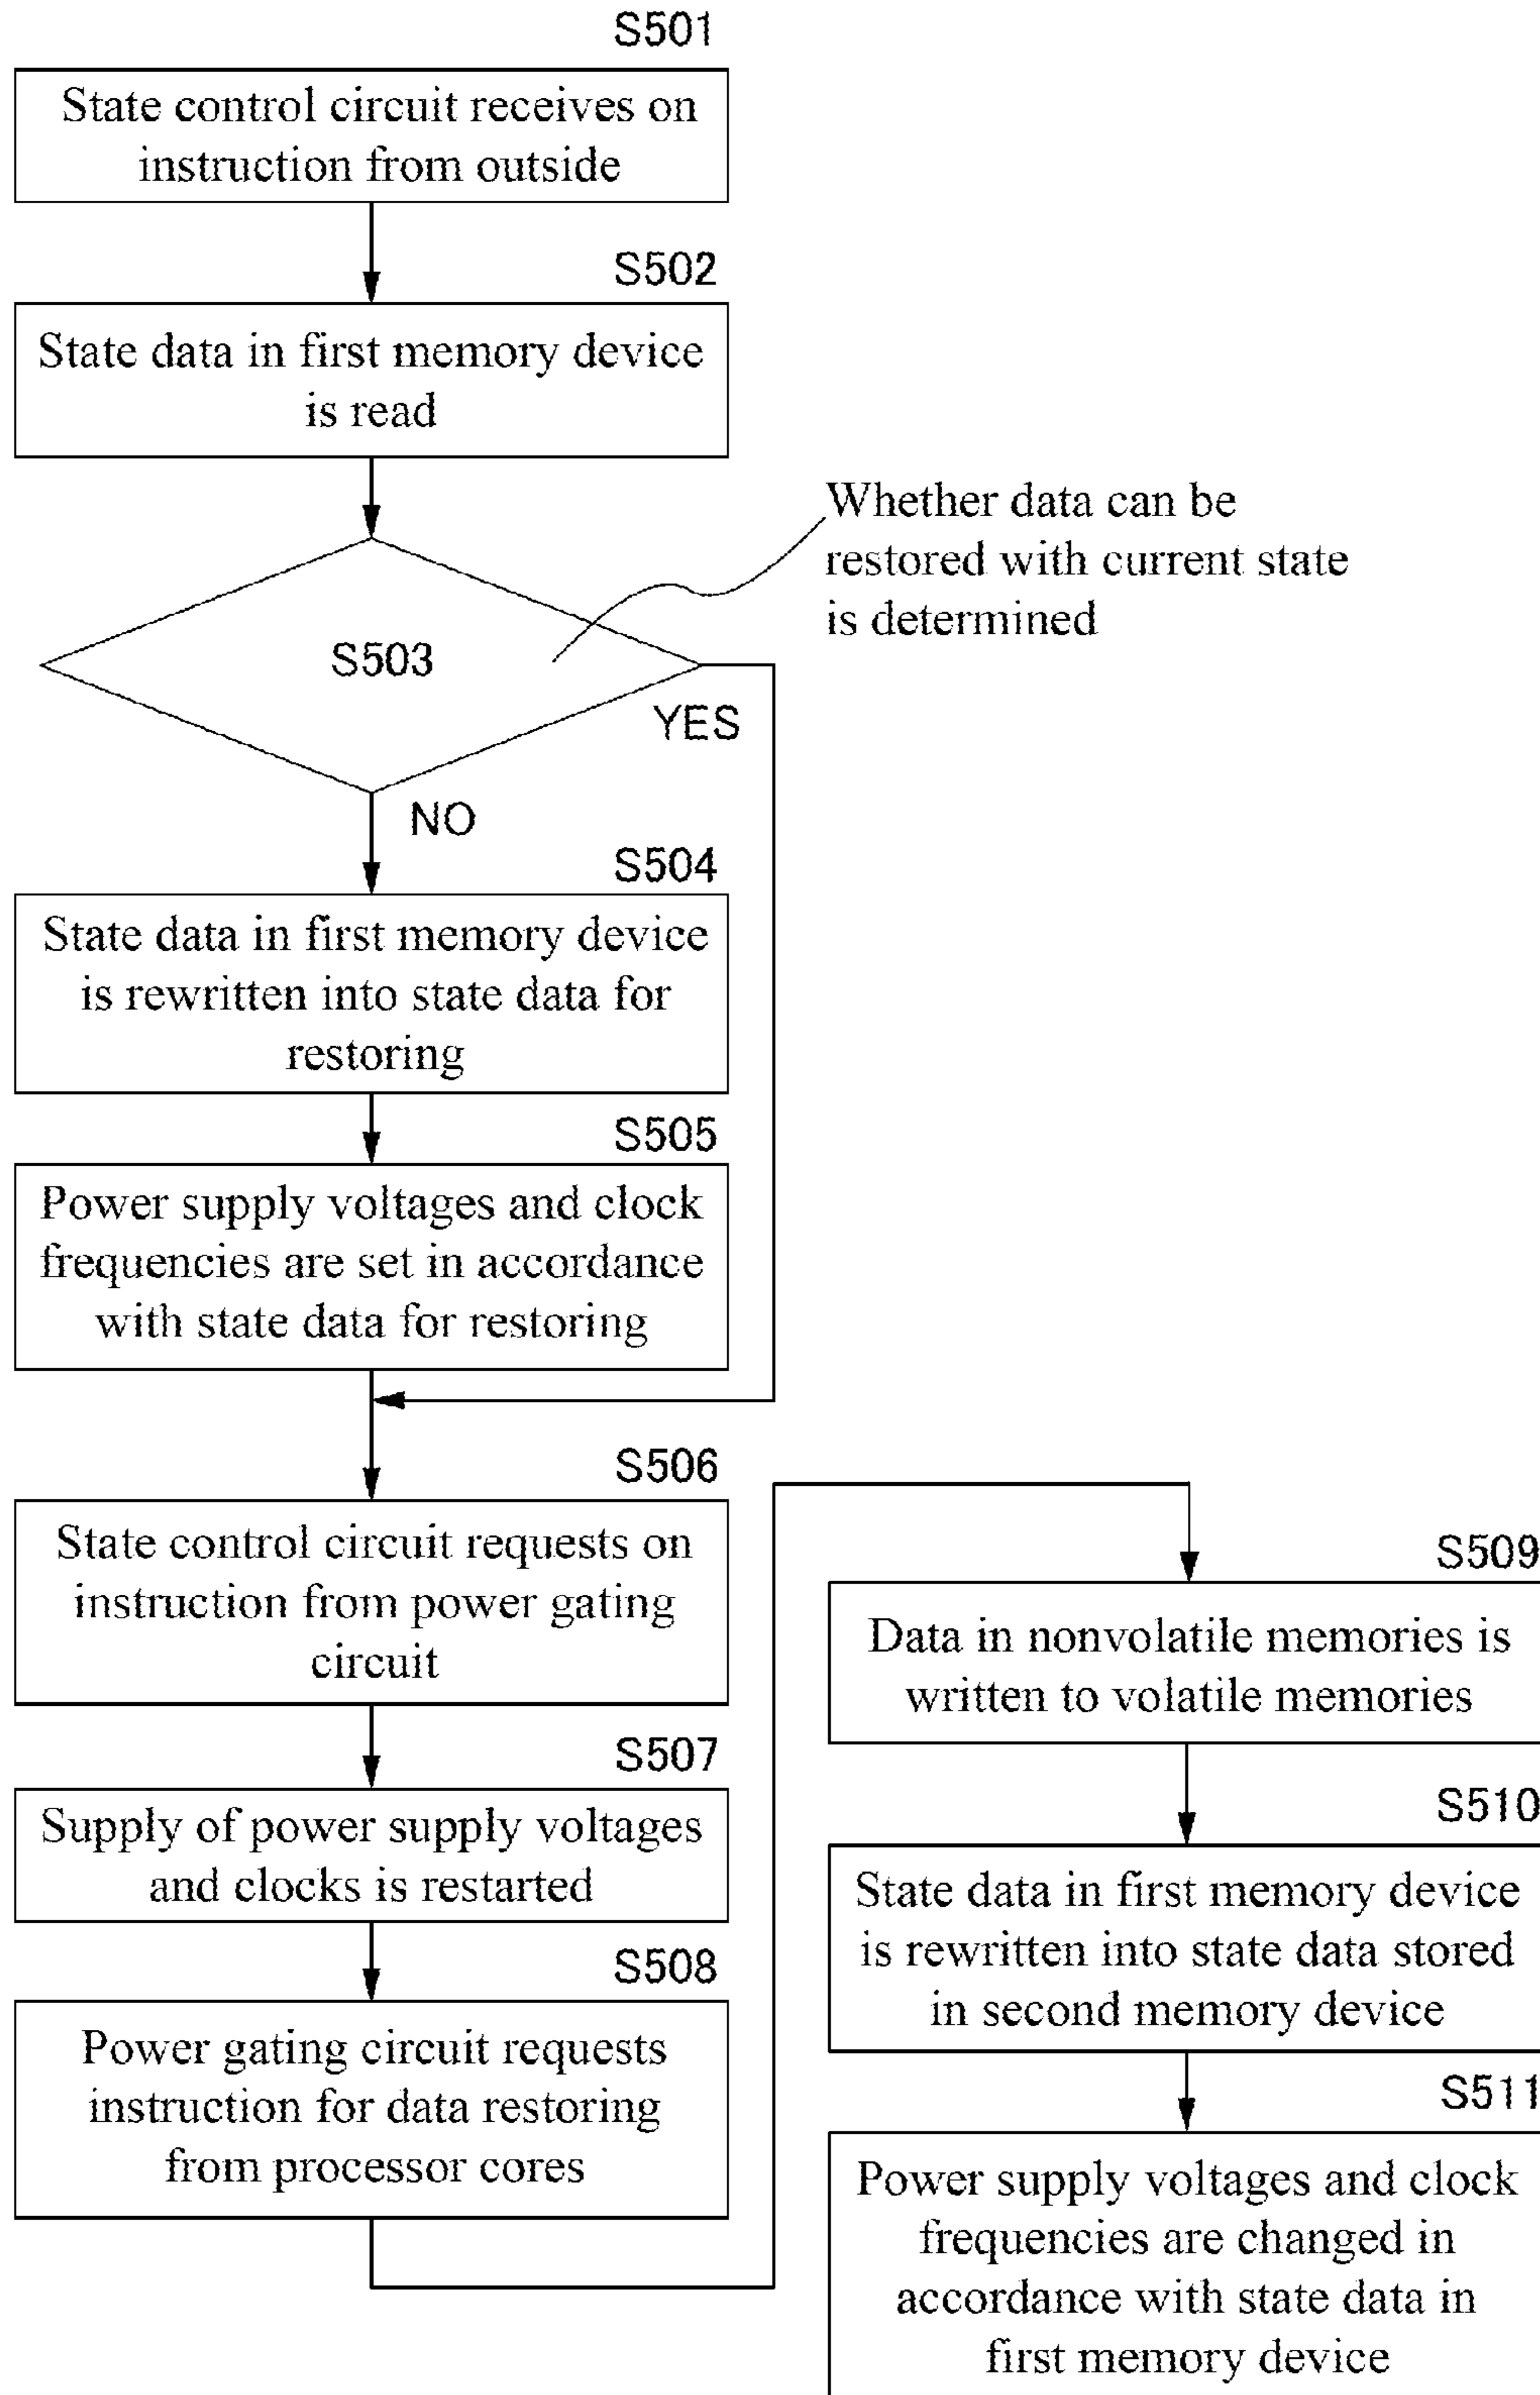 S501
State control circuit receives on
instruction from outside
S502
State data in first memory device
is read
Whether data can be
restored with current state
is determined
S503
YES
NO
S504
State data in first memory device
is rewritten into state data for
restoring
S505
Power supply voltages and clock
frequencies are set in accordance
with state data for restoring
S506
State control circuit requests on
instruction from power gating
circuit
S507
Supply of power supply voltages
and clocks is restarted
S508
Power gating circuit requests
instruction for data restoring
from processor cores
S509
Data in nonvolatile memories is
written to volatile memories
S510
State data in first memory device
is rewritten into state data stored
in second memory device
S511
Power supply voltages and clock
frequencies are changed in
accordance with state data in
first memory device